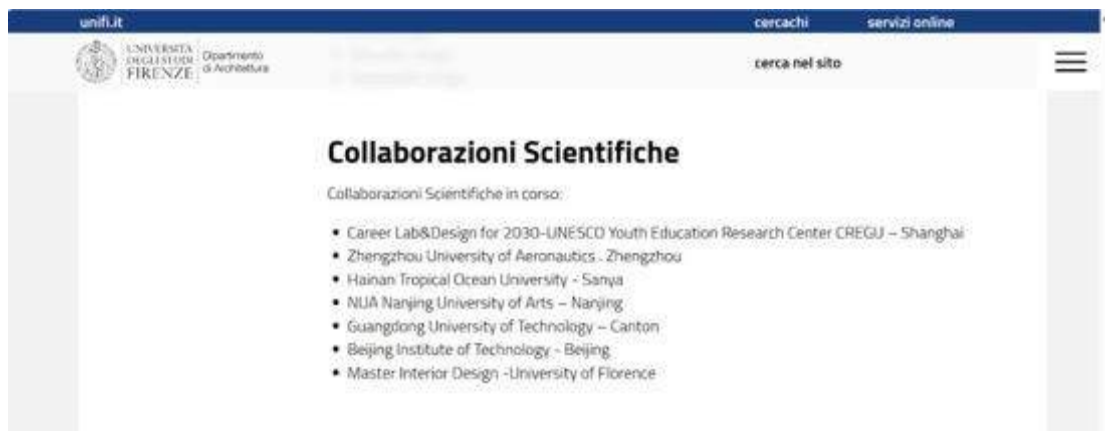 unifi.it
cercachi
servizi online
UNIVERSITÀ
DEGLI STUDI
FIRENZE
Dipartimento
di Architettura
cerca nel sito
Collaborazioni Scientifiche
Collaborazioni Scientifiche in corso:
• Career Lab&Design for 2030-UNESCO Youth Education Research Center CREGU – Shanghai
• Zhengzhou University of Aeronautics . Zhengzhou
• Hainan Tropical Ocean University - Sanya
• NUA Nanjing University of Arts – Nanjing
• Guangdong University of Technology – Canton
• Beijing Institute of Technology - Beijing
• Master Interior Design -University of Florence